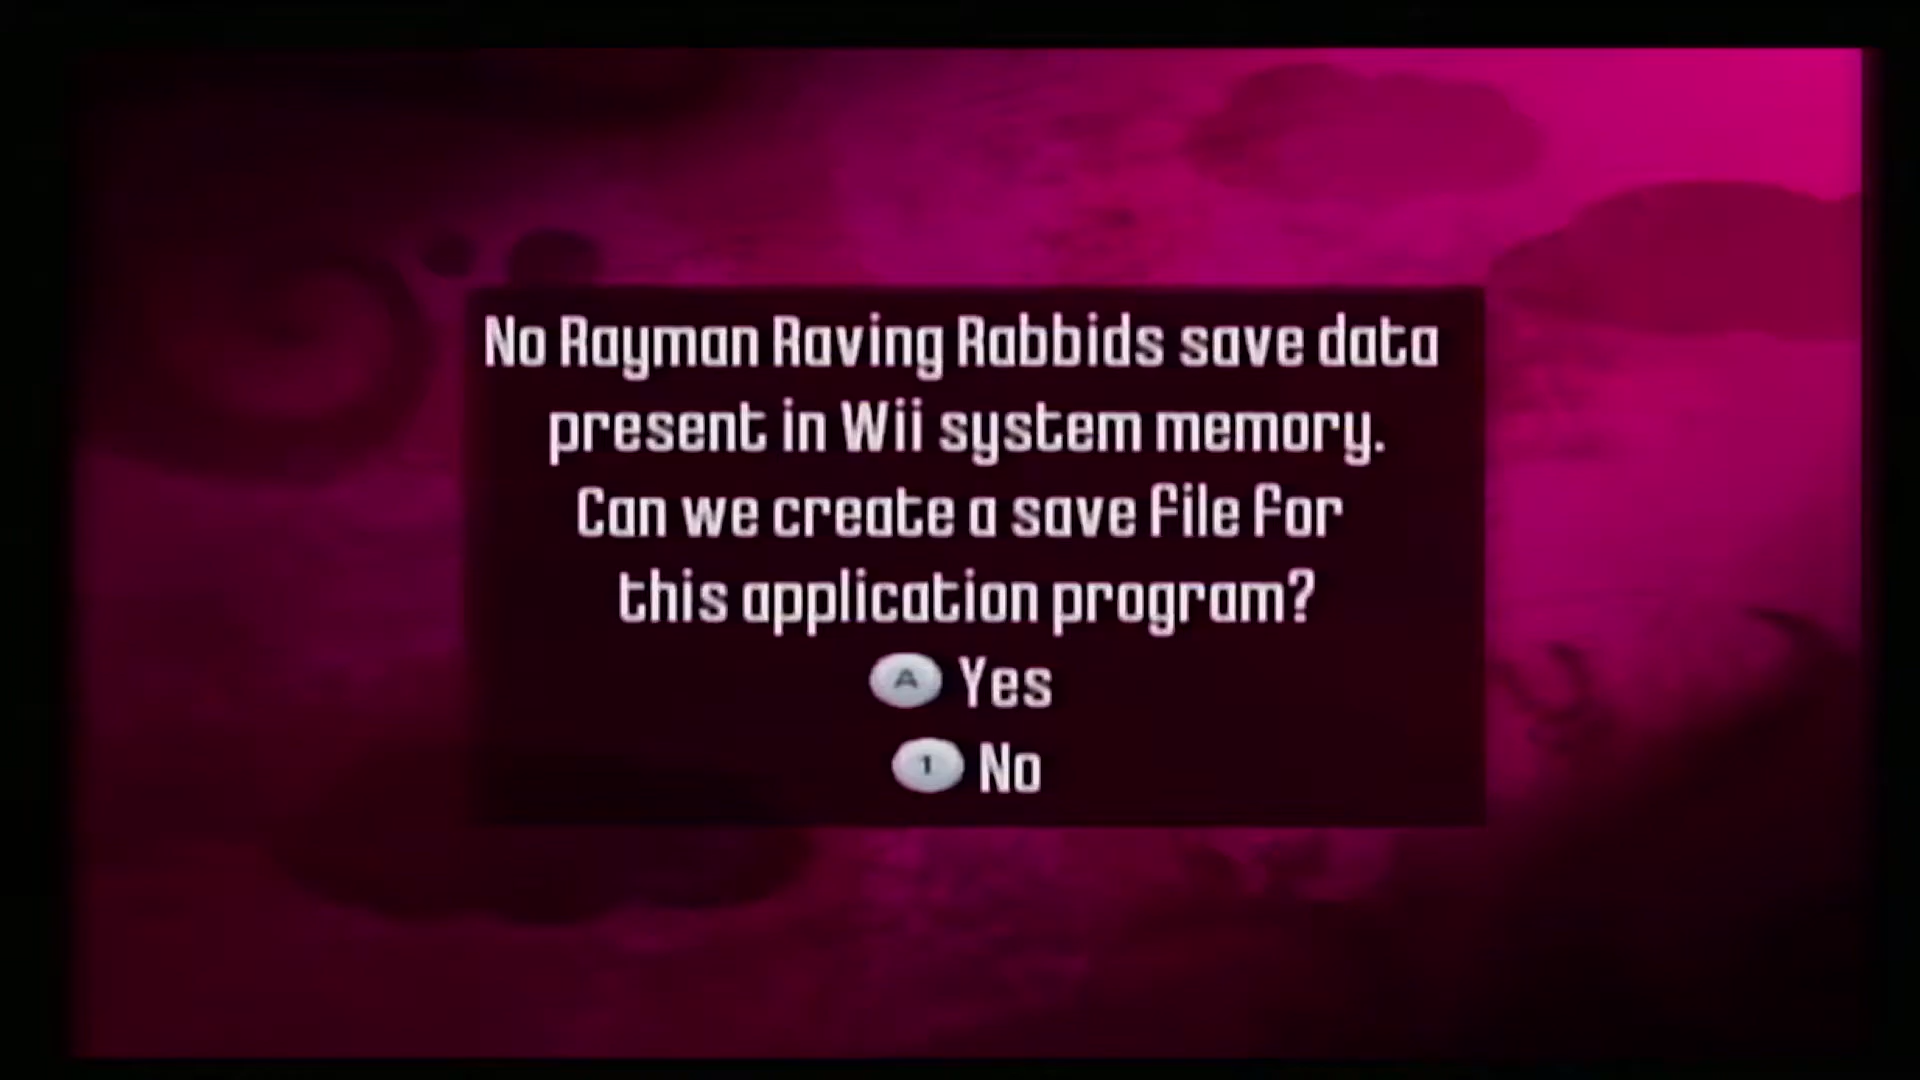 No Rayman Raving Rabbids save data
present in Wii system memory.
Can we create a save file for
this application program?
A Yes
1 No